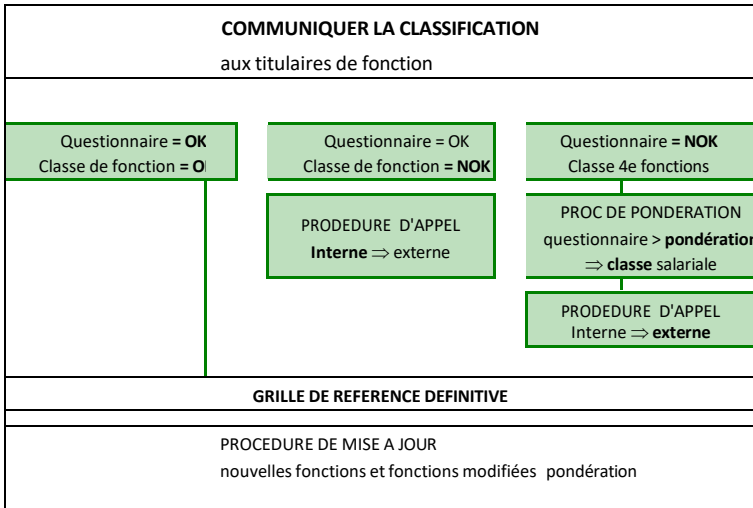 COMMUNIQUER LA CLASSIFICATION
aux titulaires de fonction
Questionnaire = OK
Classe de fonction = O
Questionnaire = OK
Classe de fonction = NOK
PRODEDURE D'APPEL
Interne ⇒ externe
Questionnaire = NOK
Classe 4e fonctions
PROC DE PONDERATION
questionnaire > pondération
⇒ classe salariale
PRODEDURE D'APPEL
Interne ⇒ externe
GRILLE DE REFERENCE DEFINITIVE
PROCEDURE DE MISE A JOUR
nouvelles fonctions et fonctions modifiées pondération